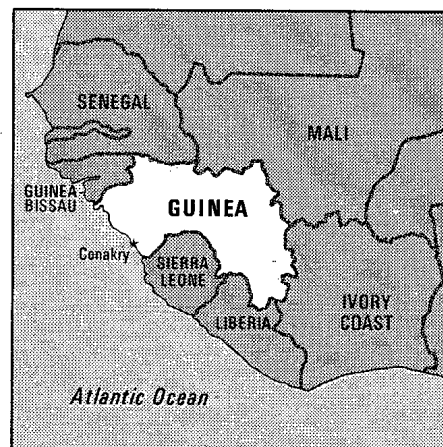 SENEGAL
MALI
GUINEA-
BISSAU
GUINEA
Conakry
SIERRA
LEONE
LIBERIA
IVORY
COAST
Atlantic Ocean